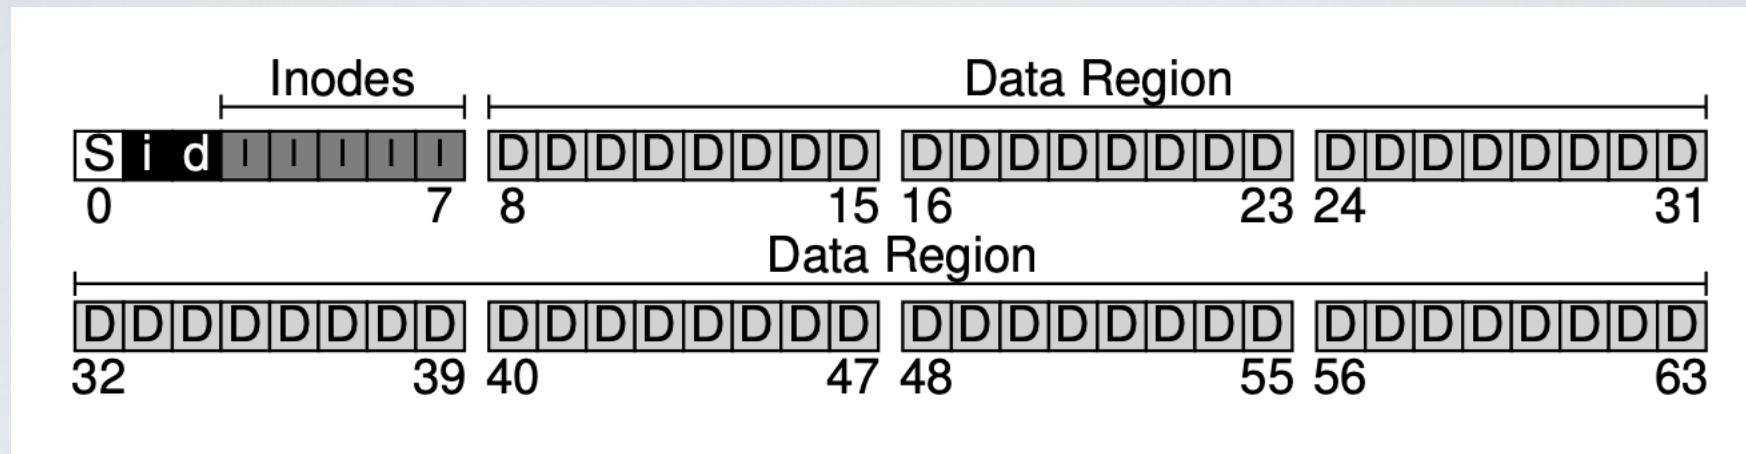 Inodes Data Region
S i d I I I I I D D D D D D D D D D D D D D D D D D D D D D D D
0 7 8 15 16 23 24 31
Data Region
D D D D D D D D D D D D D D D D D D D D D D D D D D D D D D D D
32 39 40 47 48 55 56 63